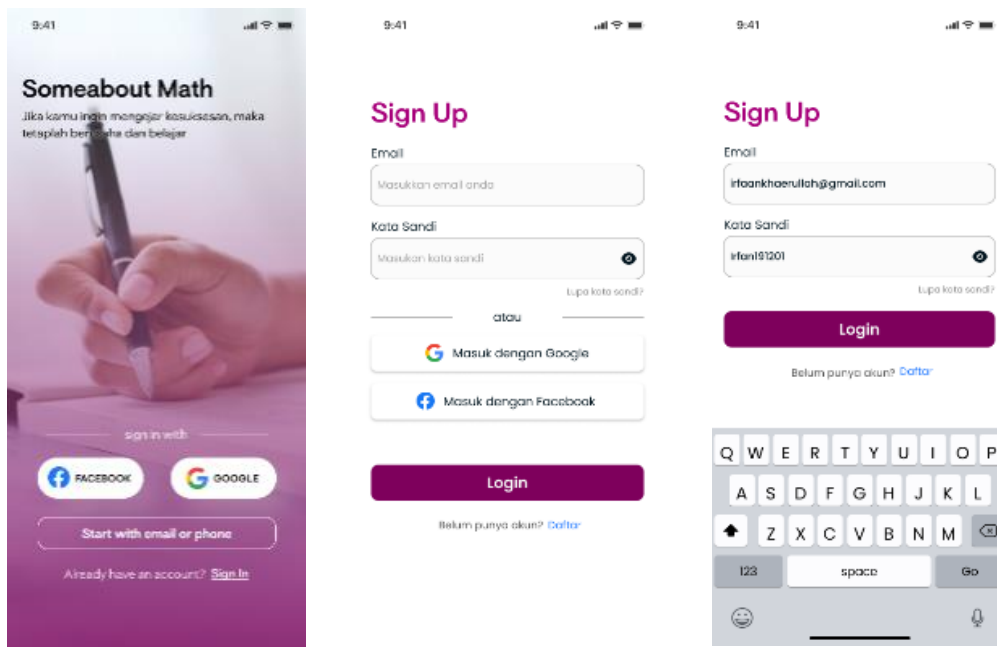 9:41
Someabout Math
Jika kamu ingin mengejar kesuksesan, maka
tetaplah berusaha dan belajar
sign in with
FACEBOOK
GOOGLE
Start with email or phone
Already have an account? Sign In
9:41
Sign Up
Email
Masukkan email anda
Kata Sandi
Masukan kata sandi
Lupa kata sandi?
atau
Masuk dengan Google
Masuk dengan Facebook
Login
Belum punya akun? Daftar
9:41
Sign Up
Email
irfaankhaerullah@gmail.com
Kata Sandi
Irfan191201
Lupa kata sandi?
Login
Belum punya akun? Daftar
Q W E R T Y U I O P
A S D F G H J K L
Z X C V B N M
123 space Go